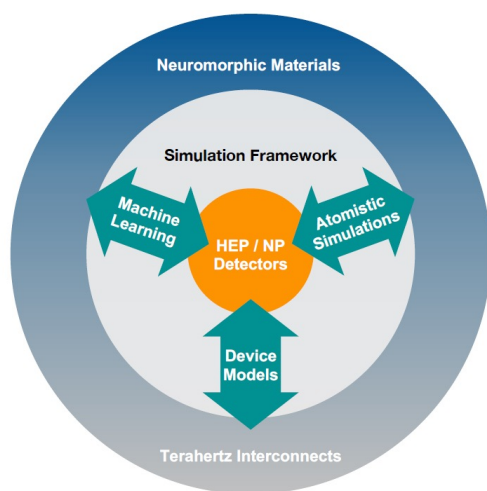 Neuromorphic Materials
Simulation Framework
Machine
Learning
Atomistic
Simulations
HEP / NP
Detectors
Device
Models
Terahertz Interconnects